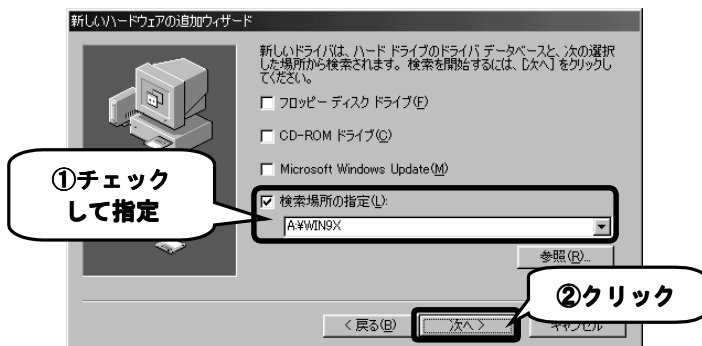 新しいハードウェアの追加ウィザード
新しいドライバは、ハード ドライブのドライバ データベースと、次の選択
した場所から検索されます。検索を開始するには、[次へ] をクリックし
てください。
フロッピー ディスク ドライブ(F)
CD-ROM ドライブ(C)
Microsoft Windows Update(M)
①チェック
して指定
検索場所の指定(L):
A:¥WIN9X
参照(R)...
②クリック
< 戻る(B)
次へ >
キャンセル